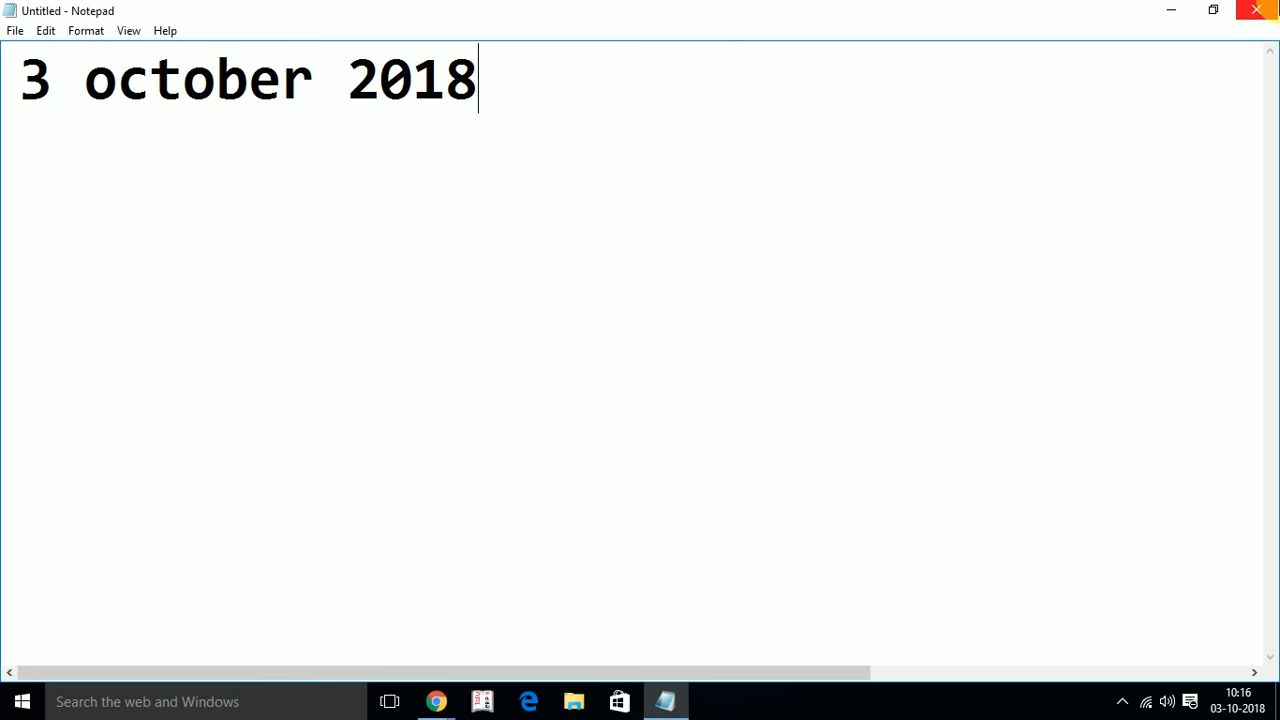 Untitled - Notepad
File Edit Format View Help
3 october 2018
Search the web and Windows
10:16
03-10-2018